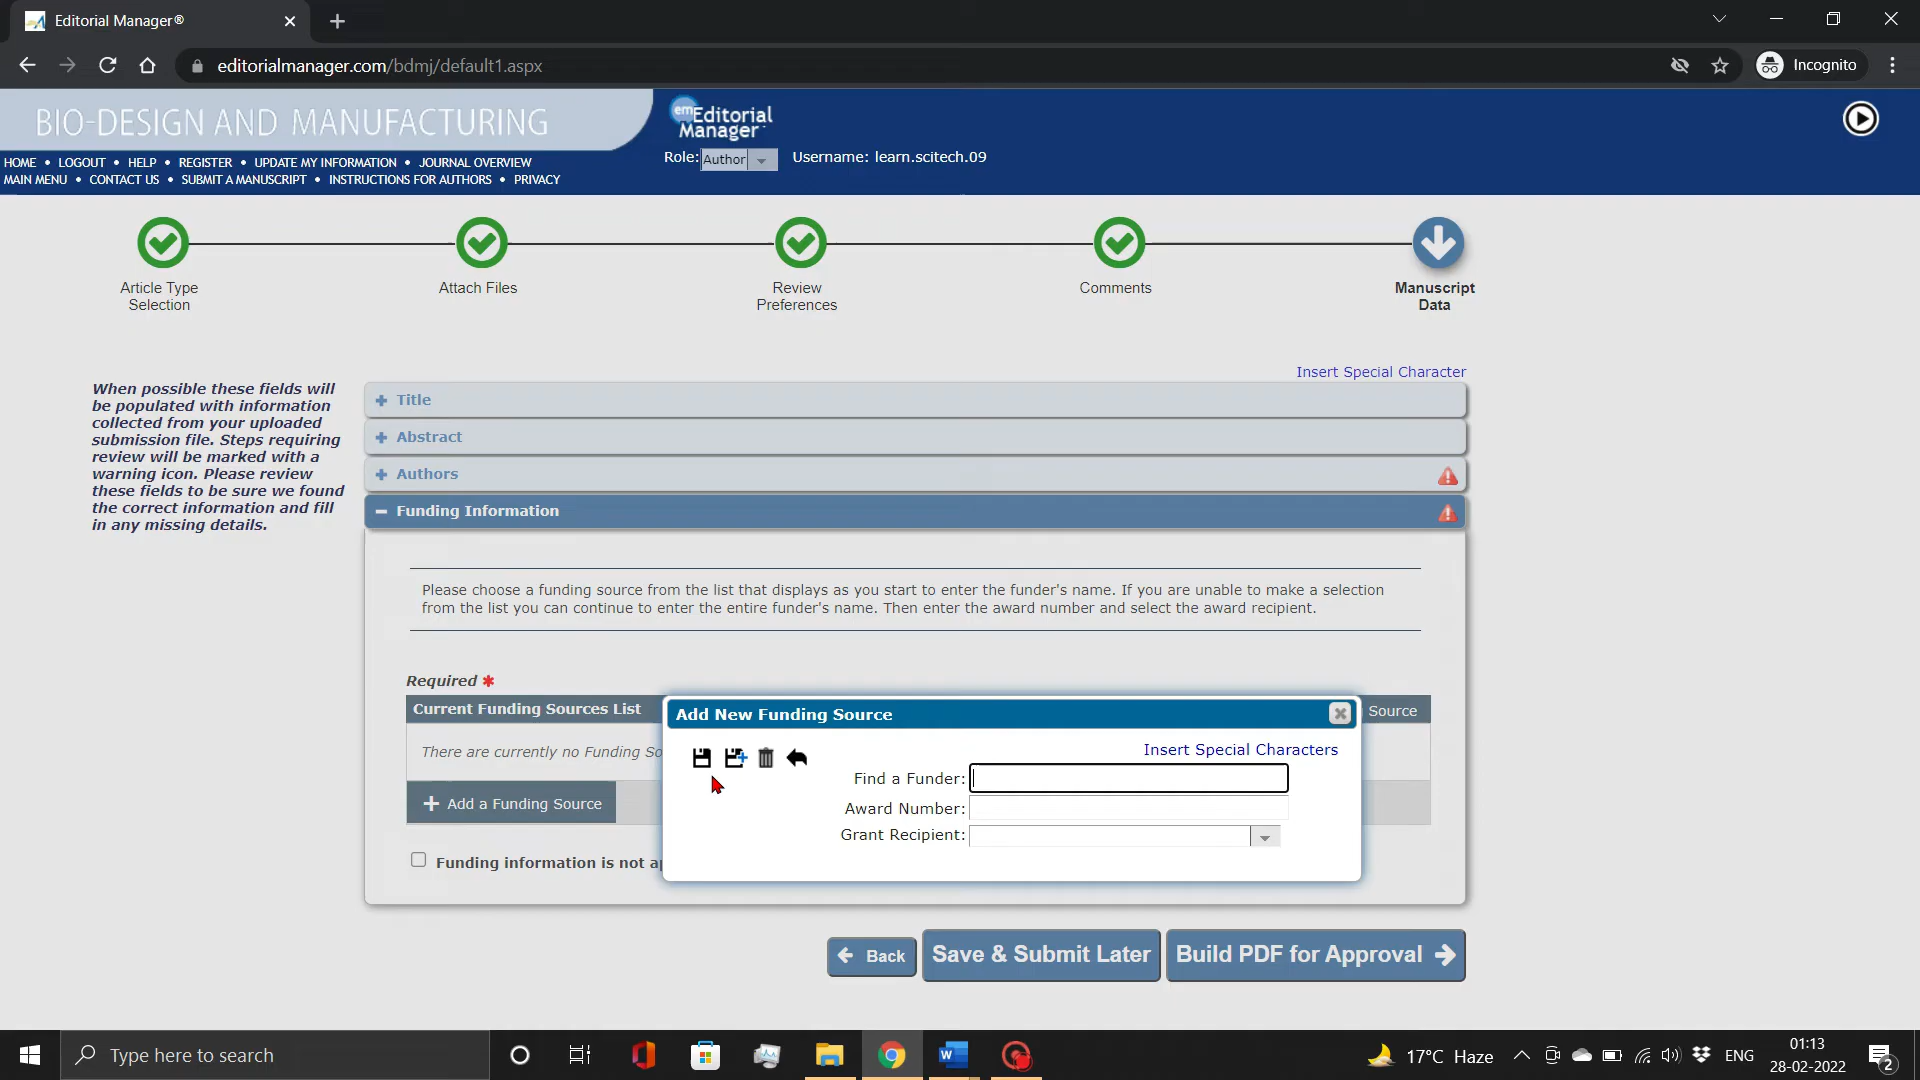 Editorial Manager®
editorialmanager.com/bdmj/default1.aspx
Incognito
BIO-DESIGN AND MANUFACTURING
em Editorial
Manager
Role: Author
Username: learn.scitech.09
HOME • LOGOUT • HELP • REGISTER • UPDATE MY INFORMATION • JOURNAL OVERVIEW
MAIN MENU • CONTACT US • SUBMIT A MANUSCRIPT • INSTRUCTIONS FOR AUTHORS • PRIVACY
Article Type
Selection
Attach Files
Review
Preferences
Comments
Manuscript
Data
Insert Special Character
When possible these fields will
be populated with information
collected from your uploaded
submission file. Steps requiring
review will be marked with a
warning icon. Please review
these fields to be sure we found
the correct information and fill
in any missing details.
Title
Abstract
Authors
Funding Information
Please choose a funding source from the list that displays as you start to enter the funder's name. If you are unable to make a selection
from the list you can continue to enter the entire funder's name. Then enter the award number and select the award recipient.
Required *
Current Funding Sources List
Source
There are currently no Funding So
+ Add a Funding Source
Funding information is not ap
Add New Funding Source
Insert Special Characters
Find a Funder:
Award Number:
Grant Recipient:
Back
Save & Submit Later
Build PDF for Approval
Type here to search
17°C Haze
ENG
01:13
28-02-2022
2